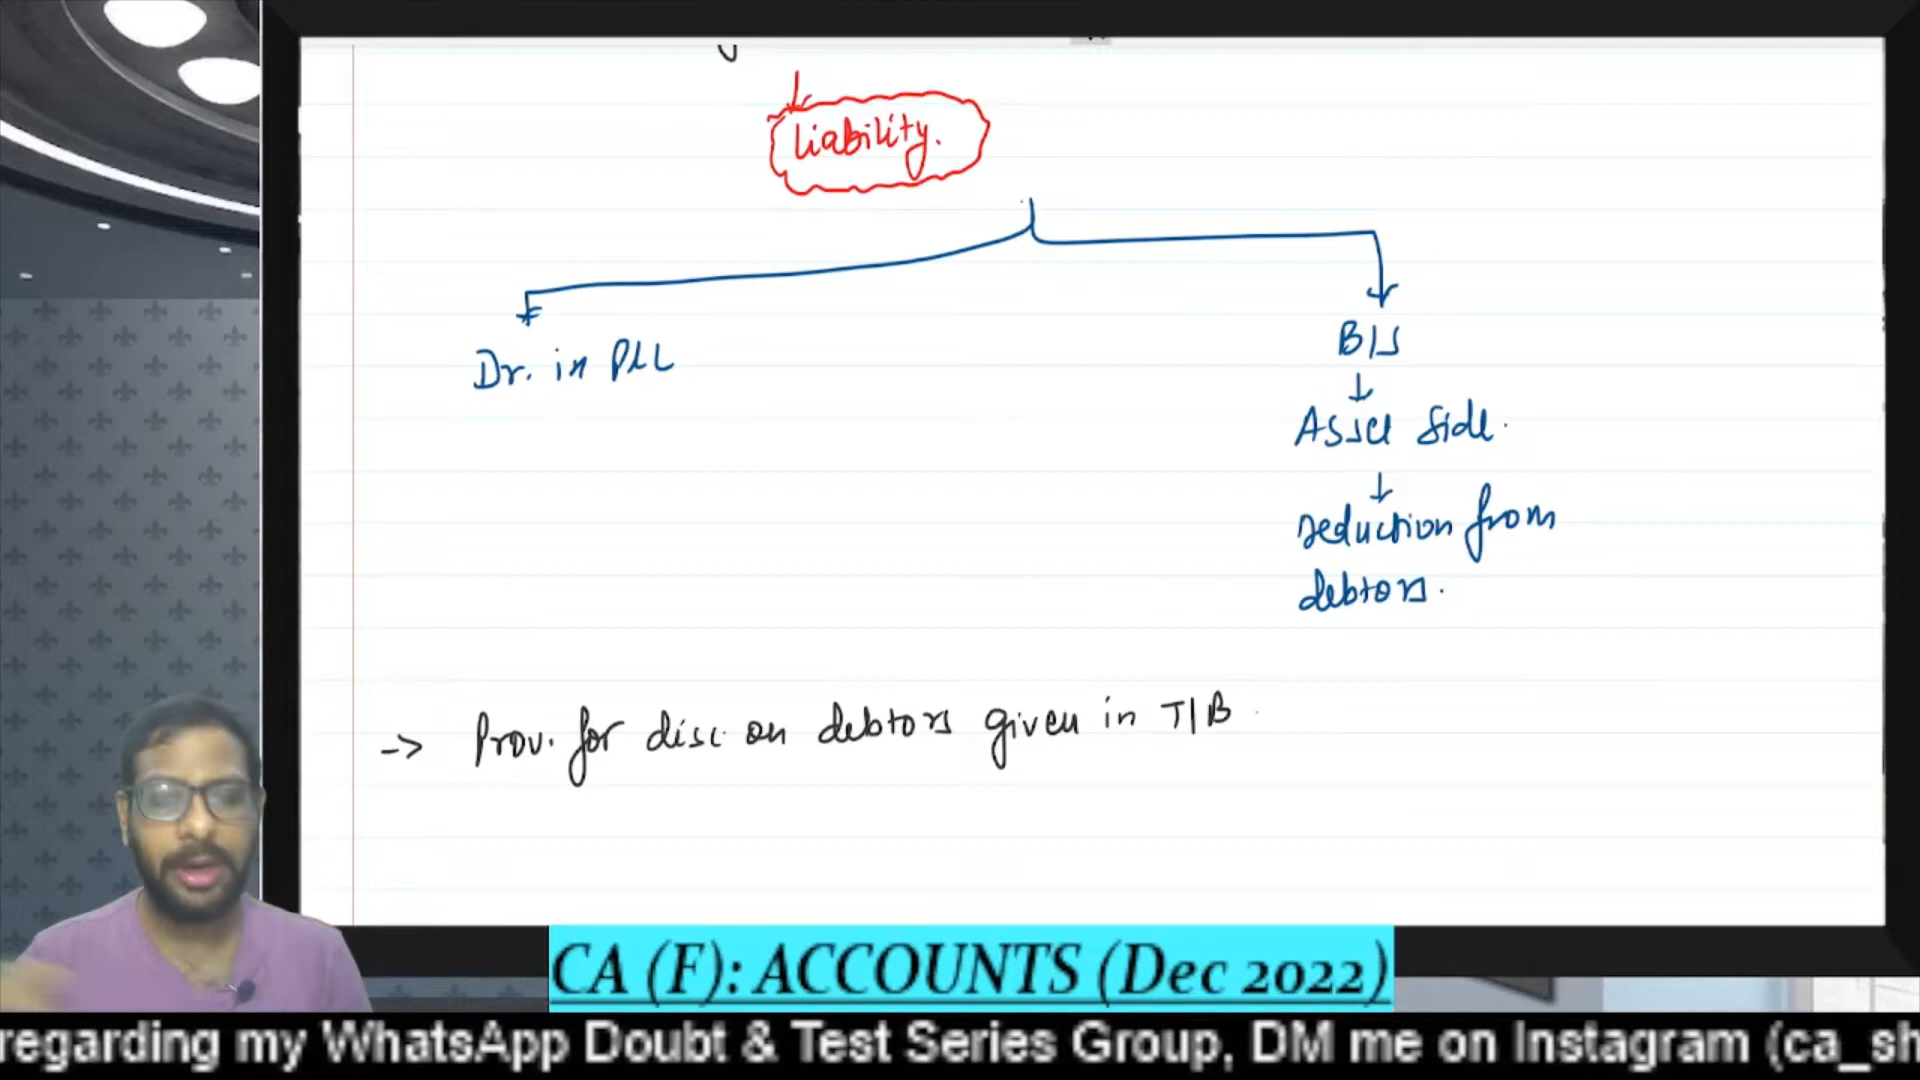 liability.
Dr. in P&L
B/S
Asset side.
reduction from
debtors.
-> Prov. for disc on debtors given in T/B.
CA (F): ACCOUNTS (Dec 2022)
regarding my WhatsApp Doubt & Test Series Group, DM me on Instagram (ca_sh